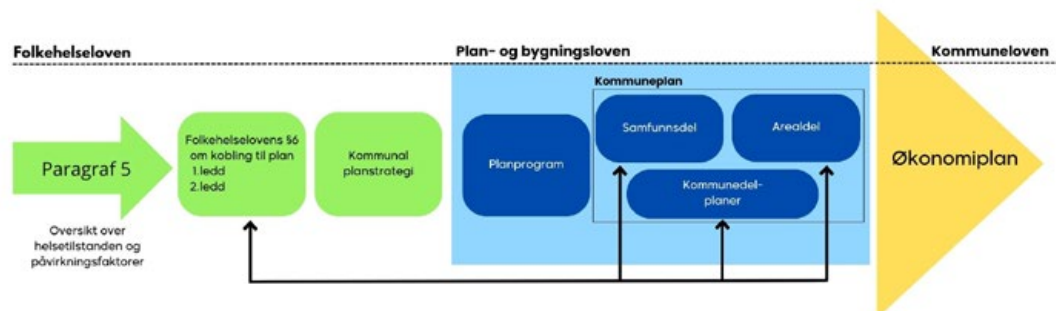 Folkehelseloven
Plan- og bygningsloven
Kommuneloven
Paragraf 5
Oversikt over
helsetilstanden og
påvirkningsfaktorer
Folkehelselovens §6
om kobling til plan
1.ledd
2.ledd
Kommunal
planstrategi
Planprogram
Kommuneplan
Samfunnsdel
Arealdel
Kommunedel-
planer
Økonomiplan